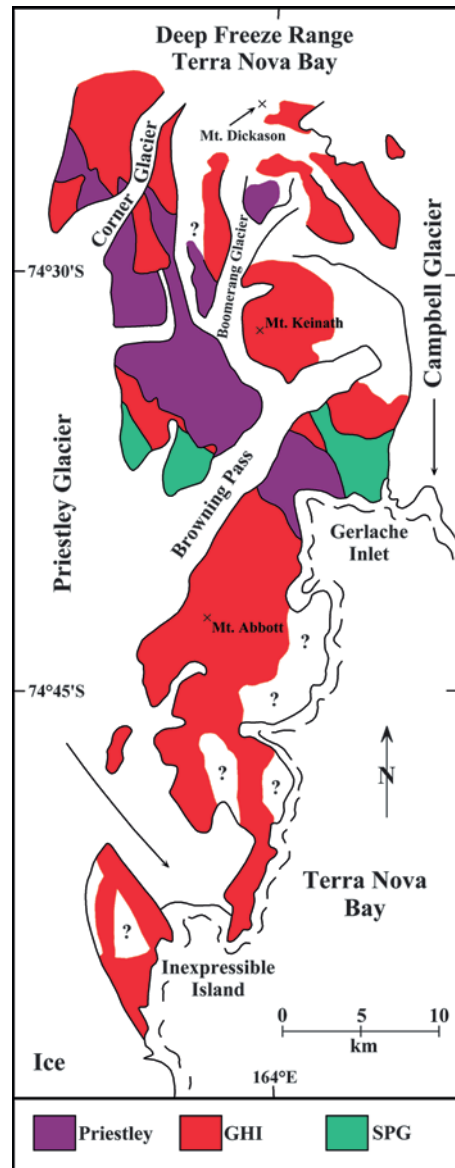 Deep Freeze Range
Terra Nova Bay
Mt. Dickason
Corner Glacier
?
Boomerang Glacier
74°30'S
Mt. Keinath
Campbell Glacier
Priestley Glacier
Browning Pass
Gerlache
Inlet
Mt. Abbott
?
74°45'S
?
?
N
Terra Nova
Bay
?
Inexpressible
Island
0 5 10
km
Ice
164°E
Priestley GHI SPG